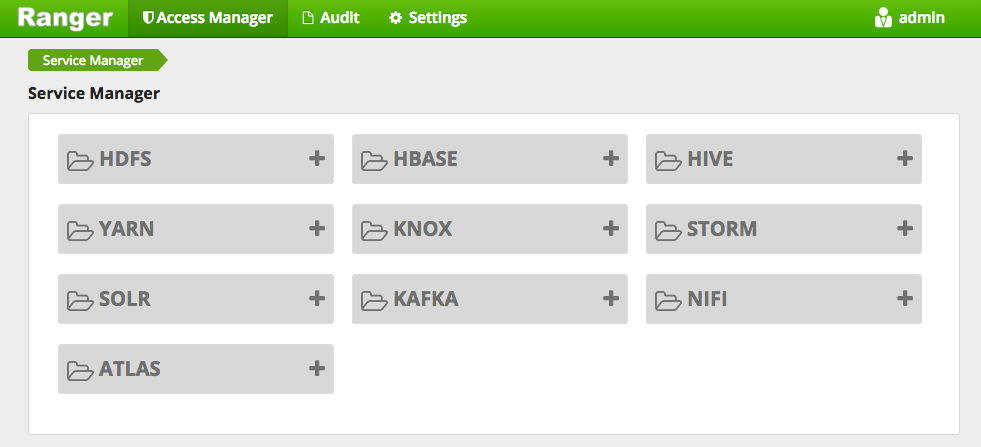 Ranger Access Manager Audit Settings admin
Service Manager
Service Manager
HDFS + HBASE + HIVE +
YARN + KNOX + STORM +
SOLR + KAFKA + NIFI +
ATLAS +